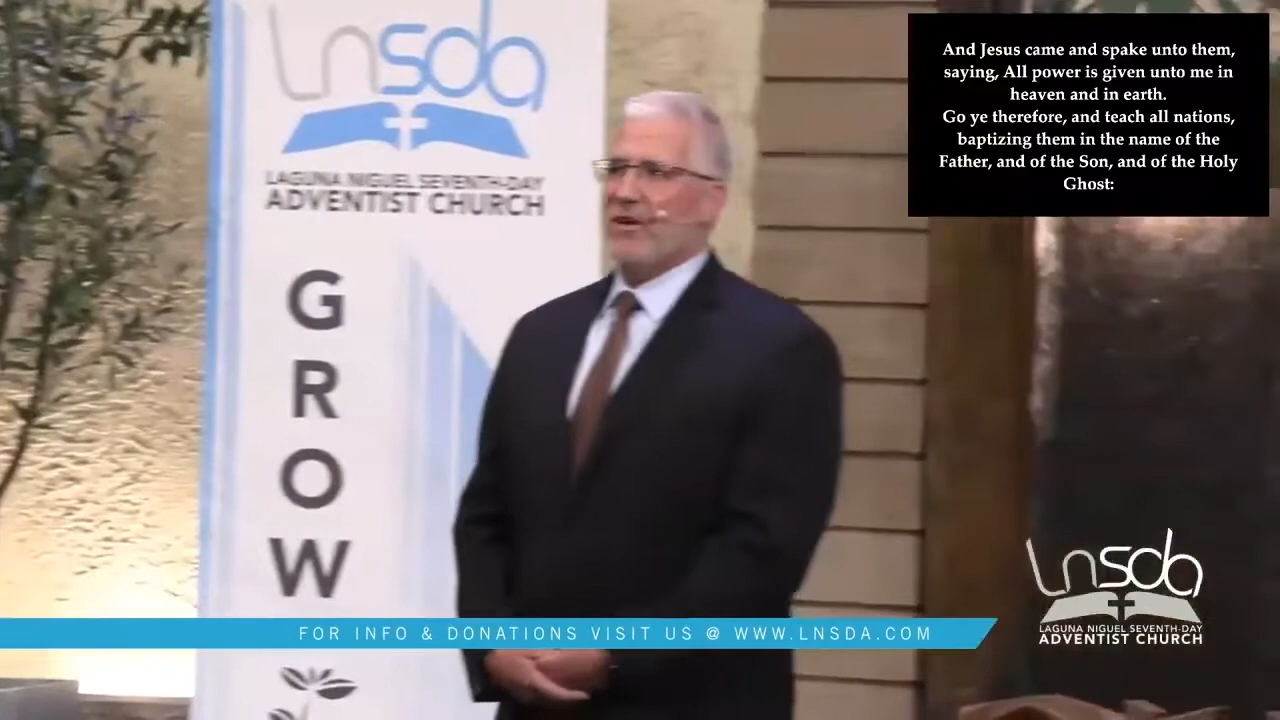 lnsda
LAGUNA NIGUEL SEVENTH-DAY
ADVENTIST CHURCH
G
R
O
W
And Jesus came and spake unto them,
saying, All power is given unto me in
heaven and in earth.
Go ye therefore, and teach all nations,
baptizing them in the name of the
Father, and of the Son, and of the Holy
Ghost:
FOR INFO & DONATIONS VISIT US @ WWW.LNSDA.COM
lnsda
LAGUNA NIGUEL SEVENTH-DAY
ADVENTIST CHURCH